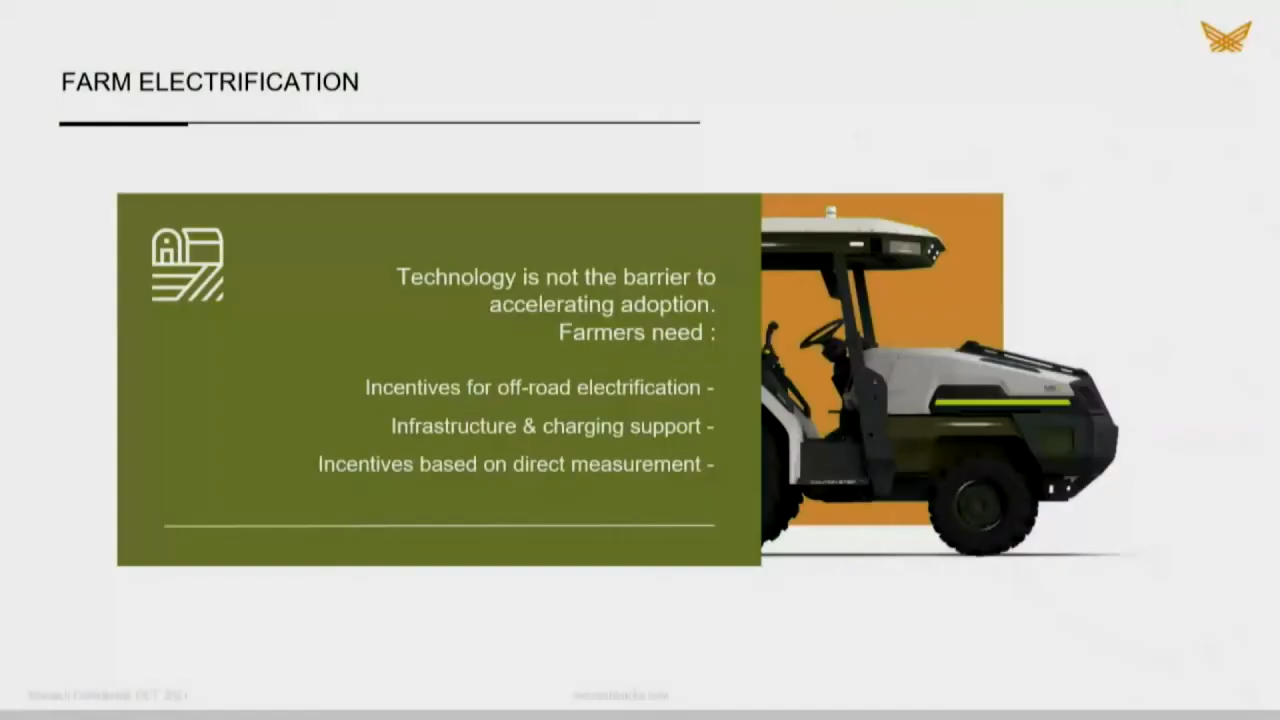 FARM ELECTRIFICATION
Technology is not the barrier to
accelerating adoption.
Farmers need :
Incentives for off-road electrification -
Infrastructure & charging support -
Incentives based on direct measurement -